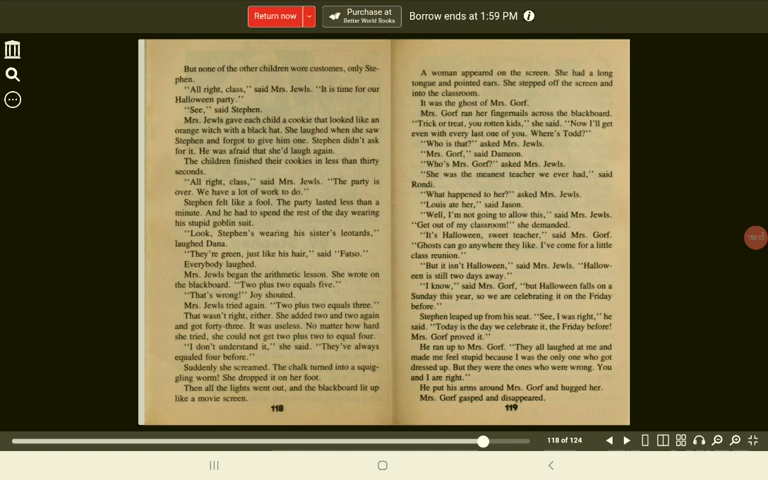 Return now
Purchase at
Better World Books
Borrow ends at 1:59 PM
But none of the other children wore customes, only Ste-
phen.
"All right, class," said Mrs. Jewls. "It is time for our
Halloween party."
"See," said Stephen.
Mrs. Jewls gave each child a cookie that looked like an
orange witch with a black hat. She laughed when she saw
Stephen and forgot to give him one. Stephen didn't ask
for it. He was afraid that she'd laugh again.
The children finished their cookies in less than thirty
seconds.
"All right, class," said Mrs. Jewls. "The party is
over. We have a lot of work to do."
Stephen felt like a fool. The party lasted less than a
minute. And he had to spend the rest of the day wearing
his stupid goblin suit.
"Look, Stephen's wearing his sister's leotards,"
laughed Dana.
"They're green, just like his hair," said "Fatso."
Everybody laughed.
Mrs. Jewls began the arithmetic lesson. She wrote on
the blackboard. "Two plus two equals five."
"That's wrong!" Joy shouted.
Mrs. Jewls tried again. "Two plus two equals three."
That wasn't right, either. She added two and two again
and got forty-three. It was useless. No matter how hard
she tried, she could not get two plus two to equal four.
"I don't understand it," she said. "They've always
equaled four before."
Suddenly she screamed. The chalk turned into a squig-
gling worm! She dropped it on her foot.
Then all the lights went out, and the blackboard lit up
like a movie screen.
118
A woman appeared on the screen. She had a long
tongue and pointed ears. She stepped off the screen and
into the classroom.
It was the ghost of Mrs. Gorf.
Mrs. Gorf ran her fingernails across the blackboard.
"Trick or treat, you rotten kids," she said. "Now I'll get
even with every last one of you. Where's Todd?"
"Who is that?" asked Mrs. Jewls.
"Mrs. Gorf," said Dameon.
"Who's Mrs. Gorf?" asked Mrs. Jewls.
"She was the meanest teacher we ever had," said
Rondi.
"What happened to her?" asked Mrs. Jewls.
"Louis ate her," said Jason.
"Well, I'm not going to allow this," said Mrs. Jewls.
"Get out of my classroom!" she demanded.
"It's Halloween, sweet teacher," said Mrs. Gorf.
"Ghosts can go anywhere they like. I've come for a little
class reunion."
"But it isn't Halloween," said Mrs. Jewls. "Hallow-
een is still two days away."
"I know," said Mrs. Gorf, "but Halloween falls on a
Sunday this year, so we are celebrating it on the Friday
before."
Stephen leaped up from his seat. "See, I was right," he
said. "Today is the day we celebrate it, the Friday before!
Mrs. Gorf proved it."
He ran up to Mrs. Gorf. "They all laughed at me and
made me feel stupid because I was the only one who got
dressed up. But they were the ones who were wrong. You
and I are right."
He put his arms around Mrs. Gorf and hugged her.
Mrs. Gorf gasped and disappeared.
119
118 of 124